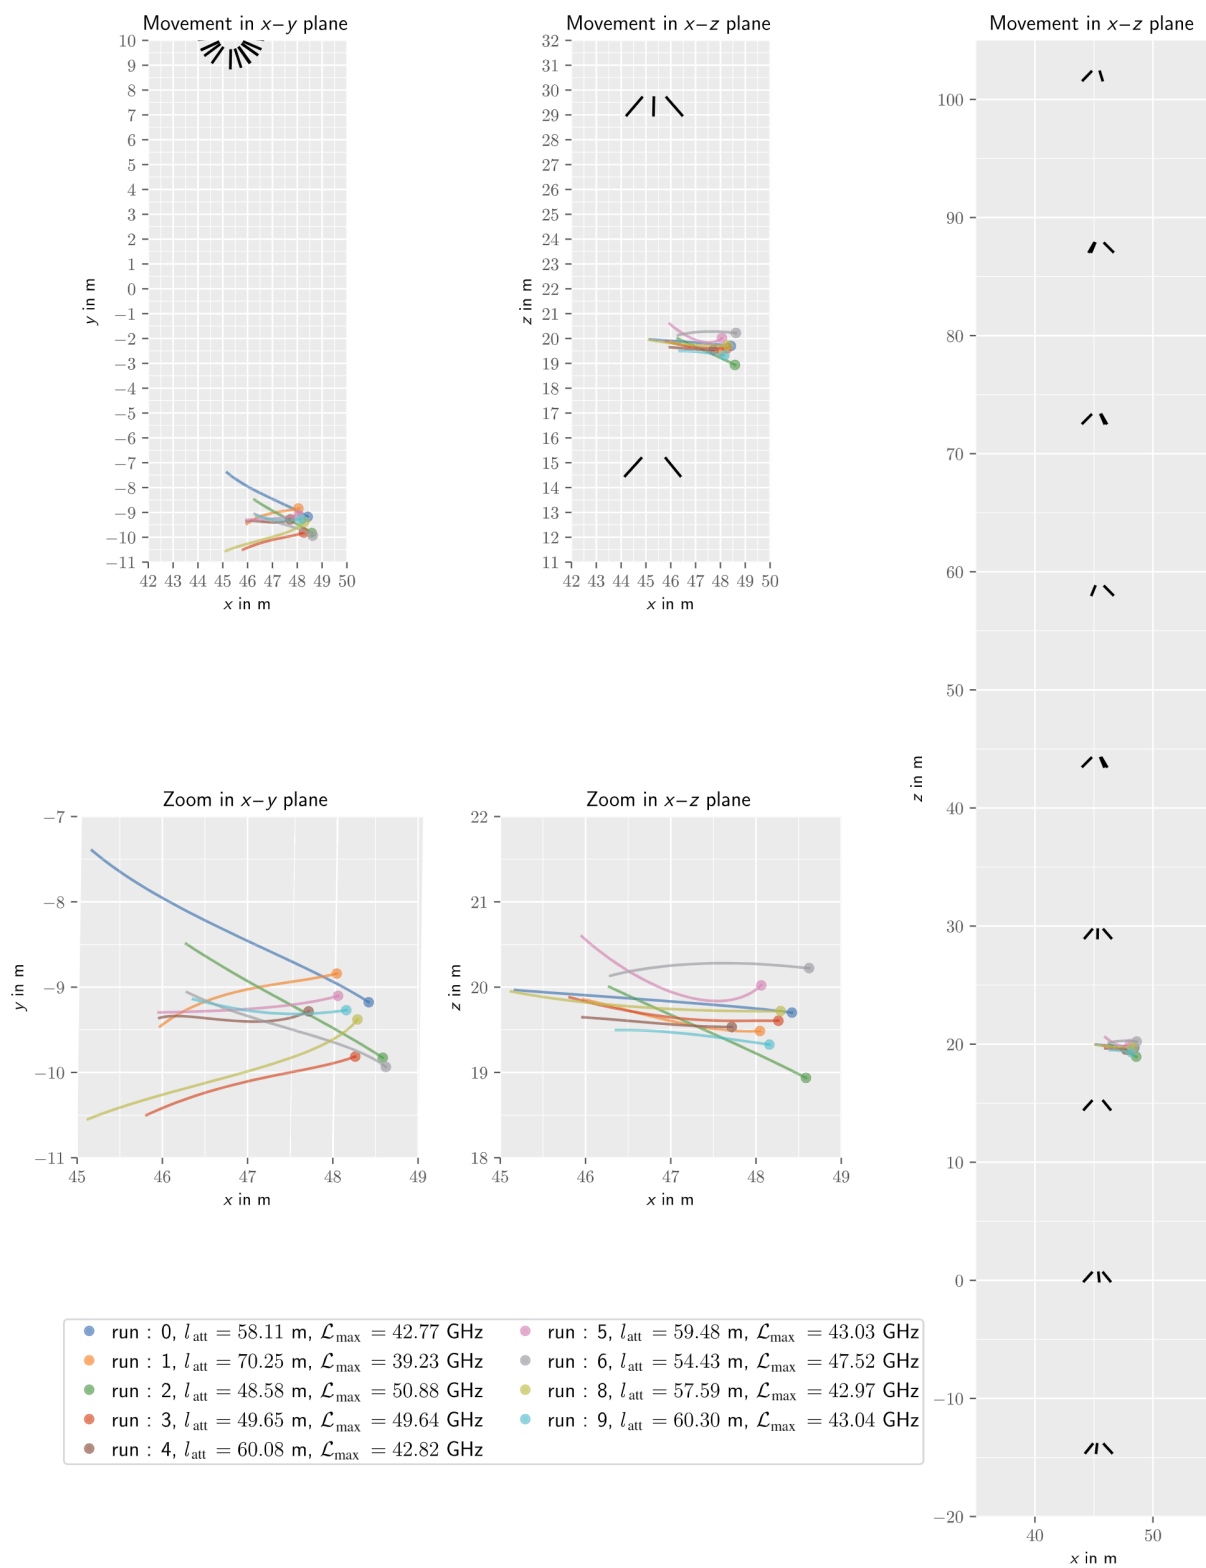 Movement in x–y plane
10
9
8
7
6
5
4
3
2
1
0
−1
−2
−3
−4
−5
−6
−7
−8
−9
−10
−11
y in m
42 43 44 45 46 47 48 49 50
x in m
Movement in x–z plane
32
31
30
29
28
27
26
25
24
23
22
21
20
19
18
17
16
15
14
13
12
11
z in m
42 43 44 45 46 47 48 49 50
x in m
Movement in x–z plane
100
90
80
70
60
50
40
30
20
10
0
−10
−20
z in m
40 50
x in m
Zoom in x–y plane
−7
−8
−9
−10
−11
y in m
45 46 47 48 49
x in m
Zoom in x–z plane
22
21
20
19
18
z in m
45 46 47 48 49
x in m
run : 0, l_att = 58.11 m, ℒ_max = 42.77 GHz
run : 1, l_att = 70.25 m, ℒ_max = 39.23 GHz
run : 2, l_att = 48.58 m, ℒ_max = 50.88 GHz
run : 3, l_att = 49.65 m, ℒ_max = 49.64 GHz
run : 4, l_att = 60.08 m, ℒ_max = 42.82 GHz
run : 5, l_att = 59.48 m, ℒ_max = 43.03 GHz
run : 6, l_att = 54.43 m, ℒ_max = 47.52 GHz
run : 8, l_att = 57.59 m, ℒ_max = 42.97 GHz
run : 9, l_att = 60.30 m, ℒ_max = 43.04 GHz